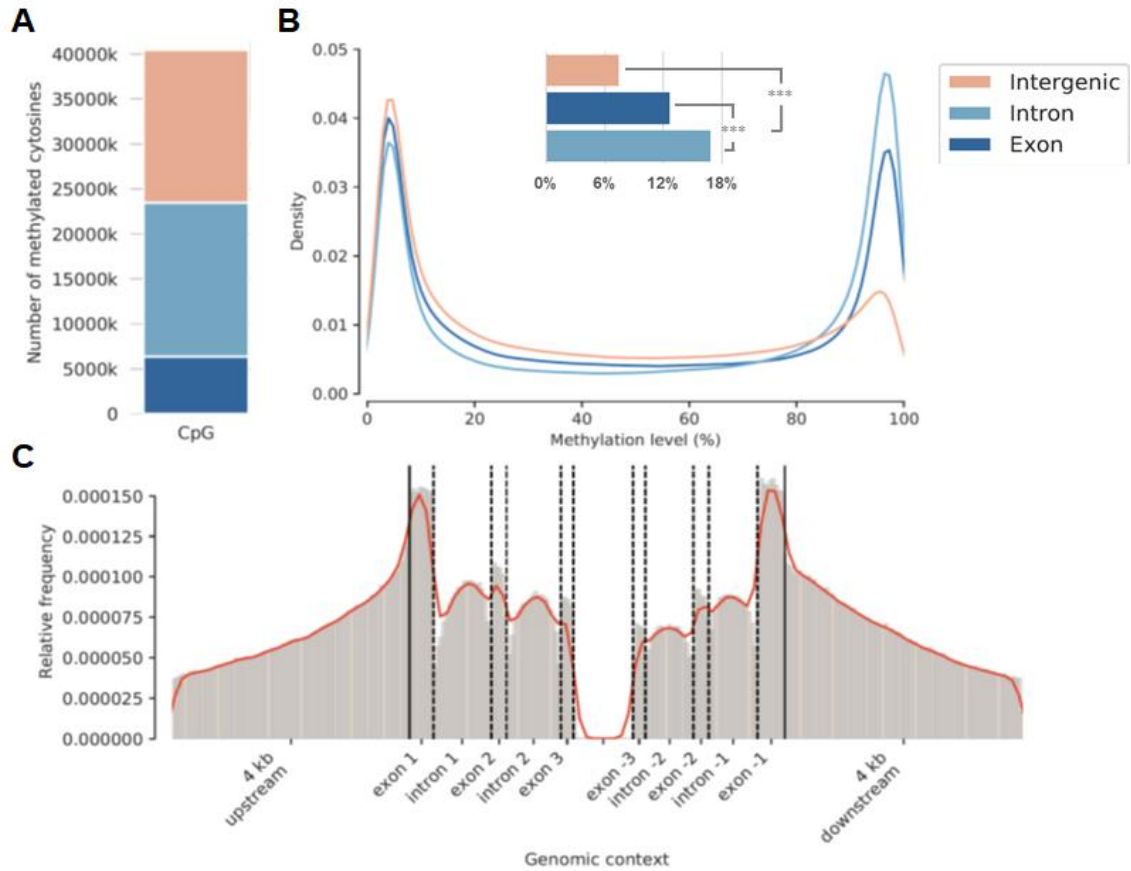 A
Number of methylated cytosines
40000k
35000k
30000k
25000k
20000k
15000k
10000k
5000k
0
CpG
B
Density
0.05
0.04
0.03
0.02
0.01
0.00
0
20
40
60
80
100
Methylation level (%)
***
***
0%
6%
12%
18%
Intergenic
Intron
Exon
C
Relative frequency
0.000150
0.000125
0.000100
0.000075
0.000050
0.000025
0.000000
4 kb
upstream
exon 1
intron 1
exon 2
intron 2
exon 3
exon -3
intron -2
exon -2
intron -1
exon -1
4 kb
downstream
Genomic context